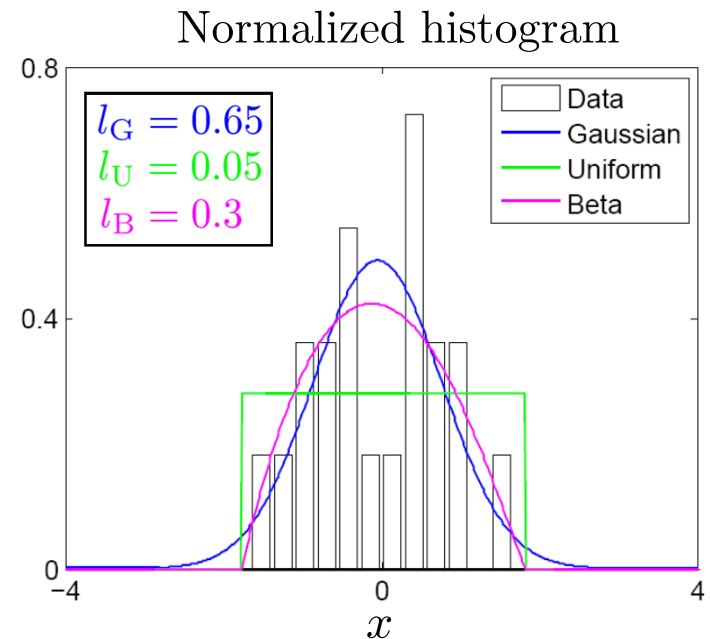 Normalized histogram
0.8
l_G = 0.65
l_U = 0.05
l_B = 0.3
Data
Gaussian
Uniform
Beta
0.4
0
−4
0
4
x